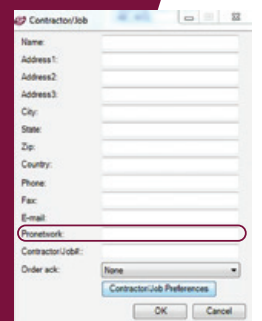 Contractor/Job
Name:
Address1:
Address2:
Address3:
City:
State:
Zip:
Country:
Phone:
Fax:
E-mail:
Pronetwork:
Contractor/Job#:
Order ack: None
Contractor/Job Preferences
OK Cancel